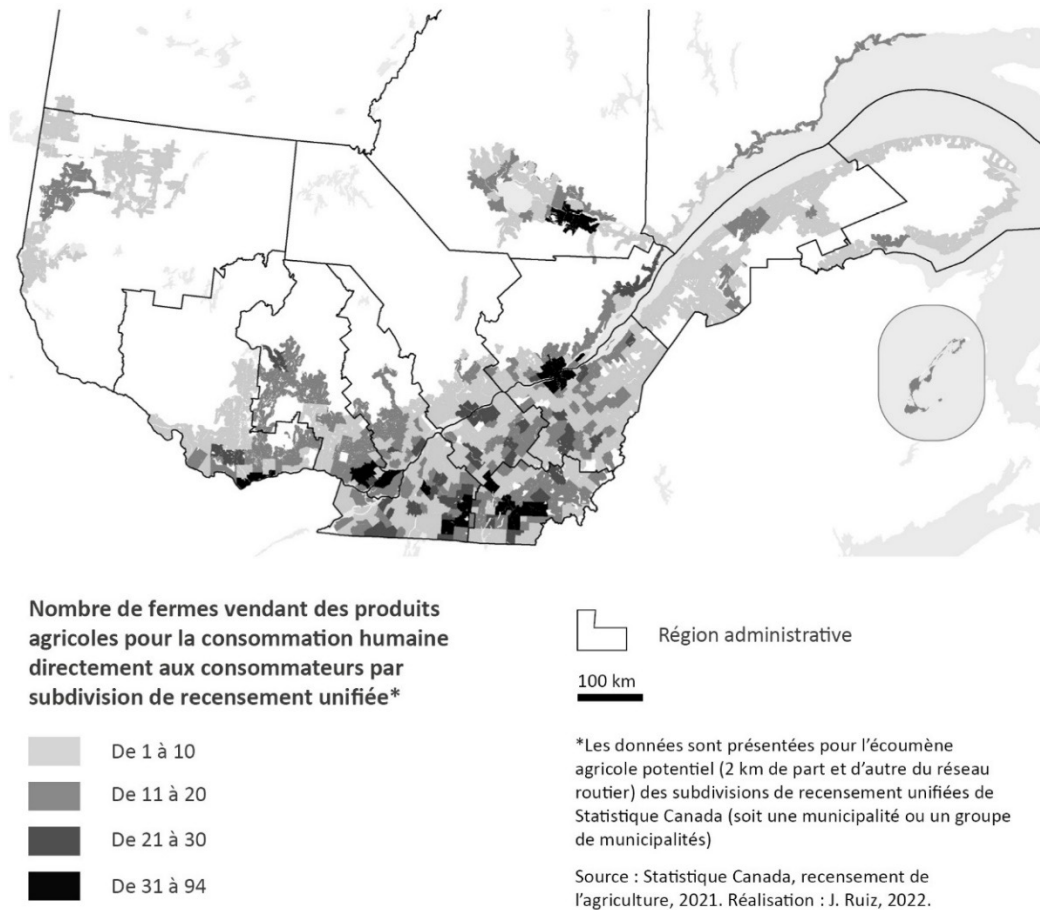 Nombre de fermes vendant des produits
agricoles pour la consommation humaine
directement aux consommateurs par
subdivision de recensement unifiée*
De 1 à 10
De 11 à 20
De 21 à 30
De 31 à 94
Région administrative
100 km
*Les données sont présentées pour l'écoumène
agricole potentiel (2 km de part et d'autre du réseau
routier) des subdivisions de recensement unifiées de
Statistique Canada (soit une municipalité ou un groupe
de municipalités)
Source : Statistique Canada, recensement de
l'agriculture, 2021. Réalisation : J. Ruiz, 2022.